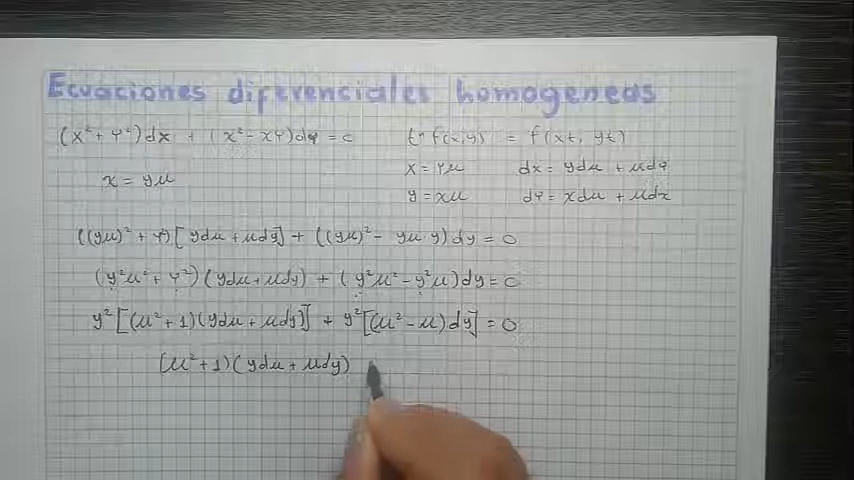 Ecuaciones diferenciales homogeneas
(x² + y²)dx + (x² - xy)dy = 0 tⁿ f(x,y) = f(xt, yt)
x = yu x = yu dx = ydu + udy
y = xu dy = xdu + udx
((yu)² + y²)[ydu + udy] + ((yu)² - yu y)dy = 0
(y²u² + y²)(ydu + udy) + (y²u² - y²u)dy = 0
y²[(u² + 1)(ydu + udy)] + y²[(u² - u)dy] = 0
(u² + 1)(ydu + udy)